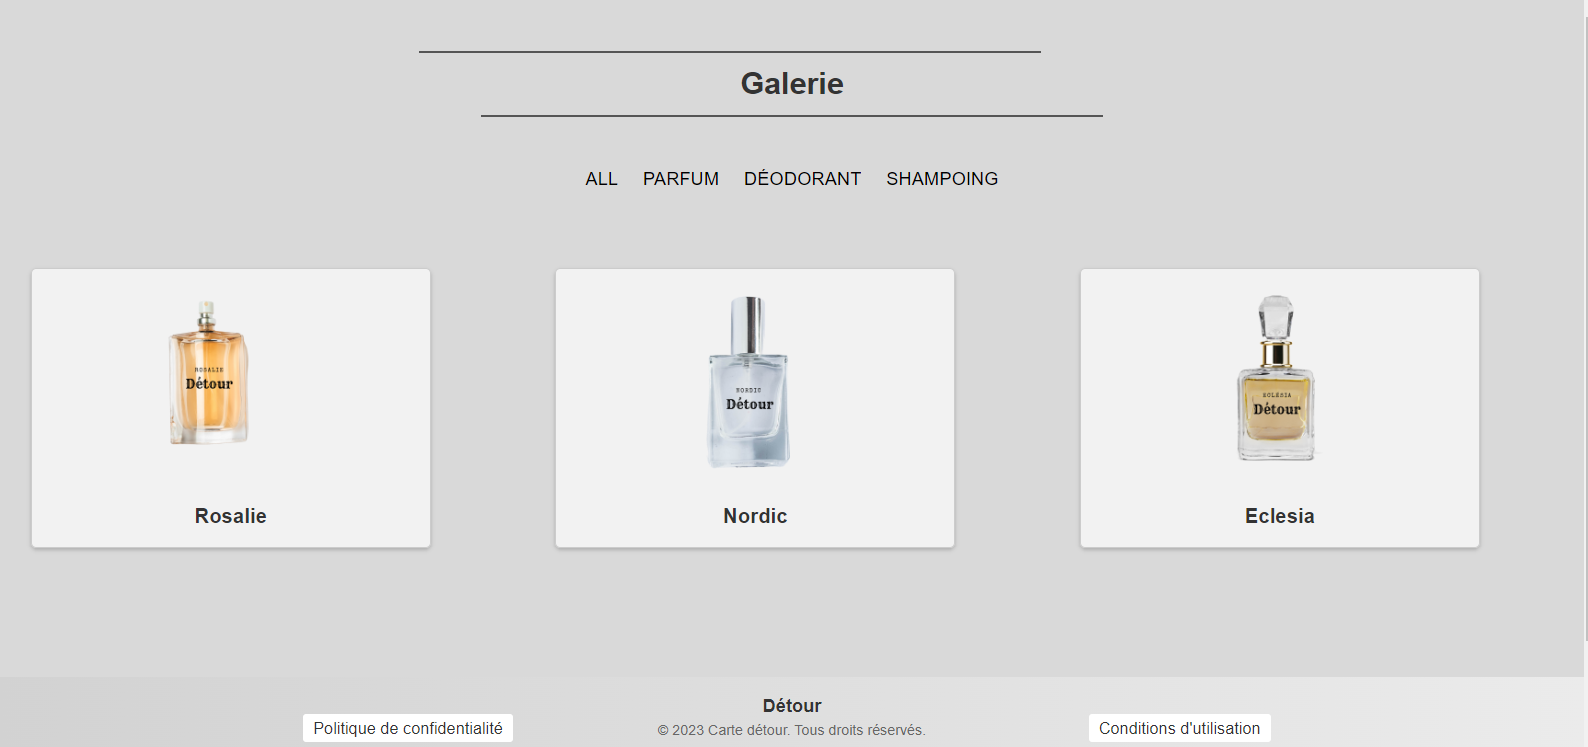 Galerie
ALL PARFUM DÉODORANT SHAMPOING
ROSALIE
Détour
Rosalie
NORDIC
Détour
Nordic
ECLESIA
Détour
Eclesia
Détour
Politique de confidentialité
© 2023 Carte détour. Tous droits réservés.
Conditions d'utilisation